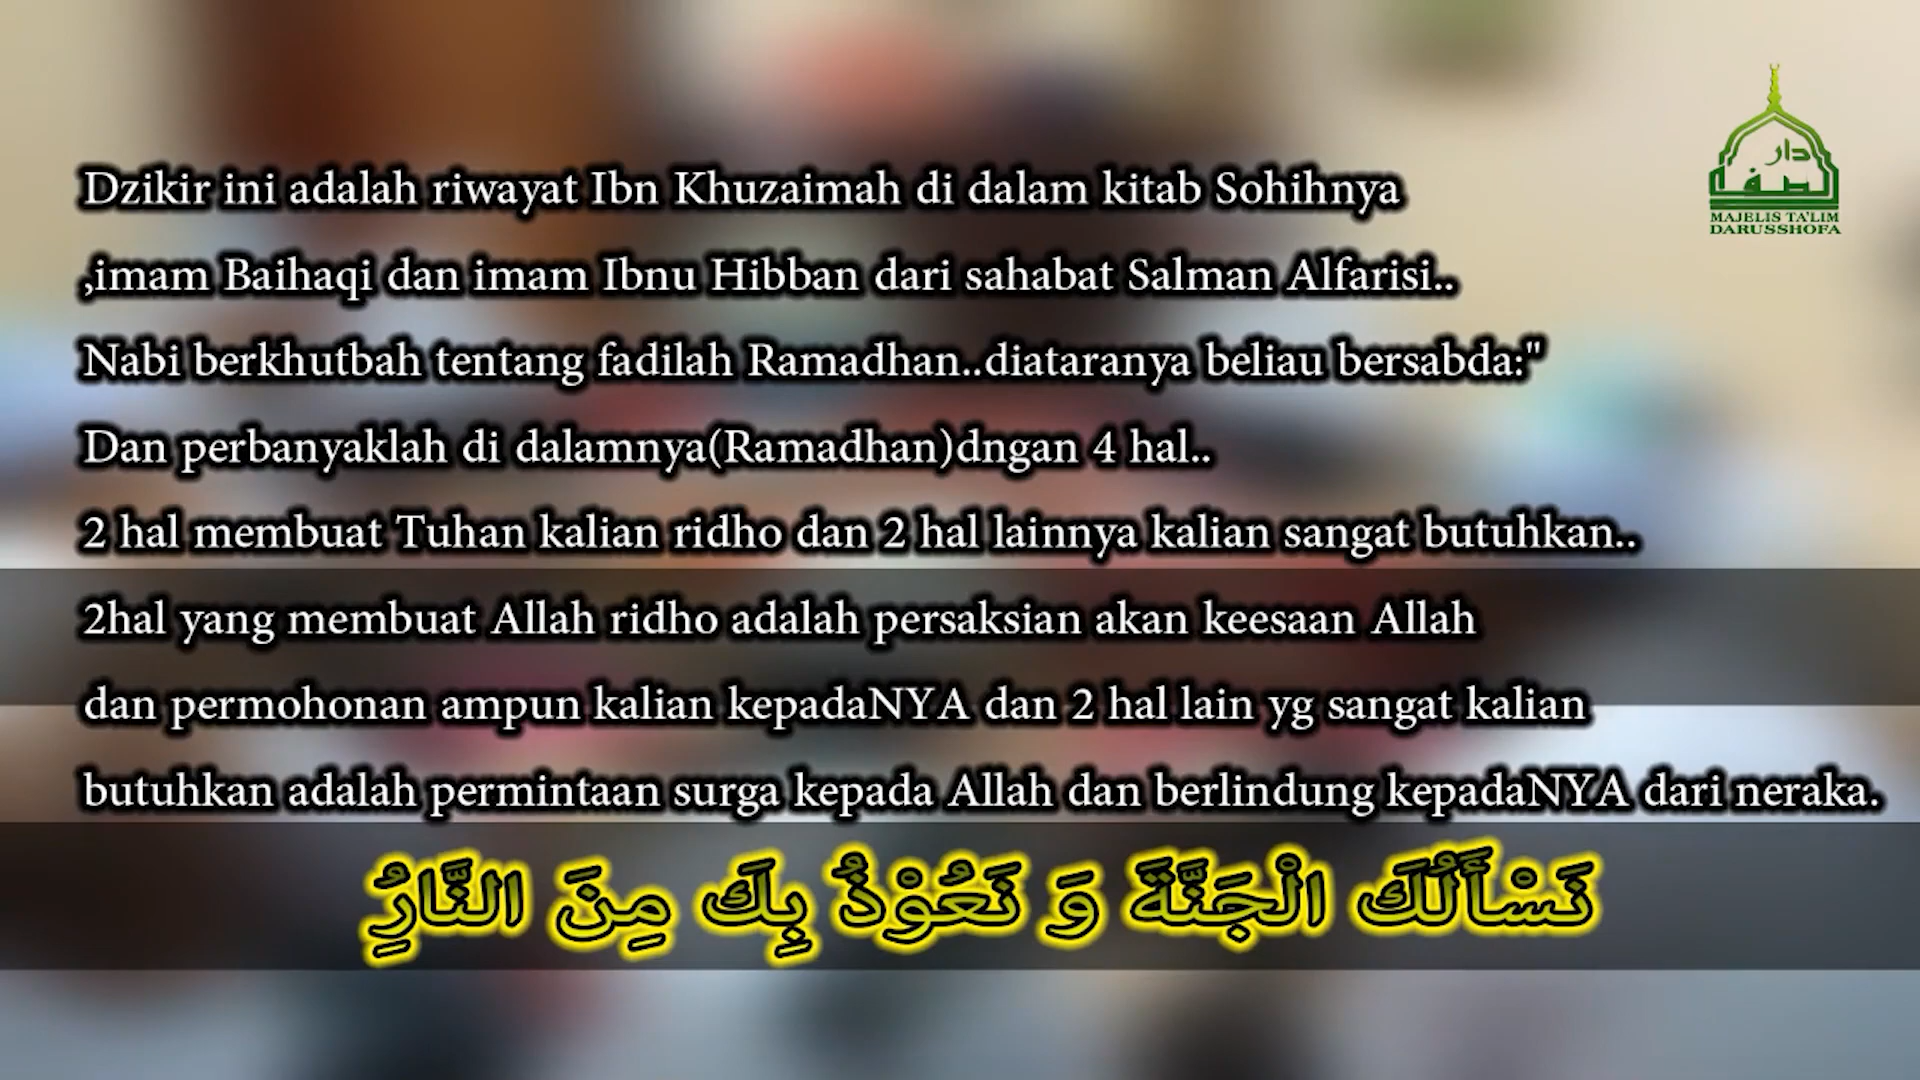 دار
الصفا
MAJELIS TA'LIM
DARUSSHOFA
Dzikir ini adalah riwayat Ibn Khuzaimah di dalam kitab Sohihnya
,imam Baihaqi dan imam Ibnu Hibban dari sahabat Salman Alfarisi..
Nabi berkhutbah tentang fadilah Ramadhan..diataranya beliau bersabda:"
Dan perbanyaklah di dalamnya(Ramadhan)dngan 4 hal..
2 hal membuat Tuhan kalian ridho dan 2 hal lainnya kalian sangat butuhkan..
2hal yang membuat Allah ridho adalah persaksian akan keesaan Allah
dan permohonan ampun kalian kepadaNYA dan 2 hal lain yg sangat kalian
butuhkan adalah permintaan surga kepada Allah dan berlindung kepadaNYA dari neraka.
نَسْأَلُكَ الْجَنَّةَ وَ نَعُوْذُ بِكَ مِنَ النَّارُِ